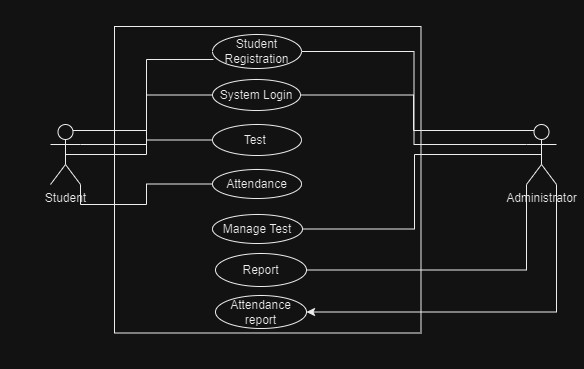 Student
Registration
System Login
Test
Attendance
Student
Administrator
Manage Test
Report
Attendance
report